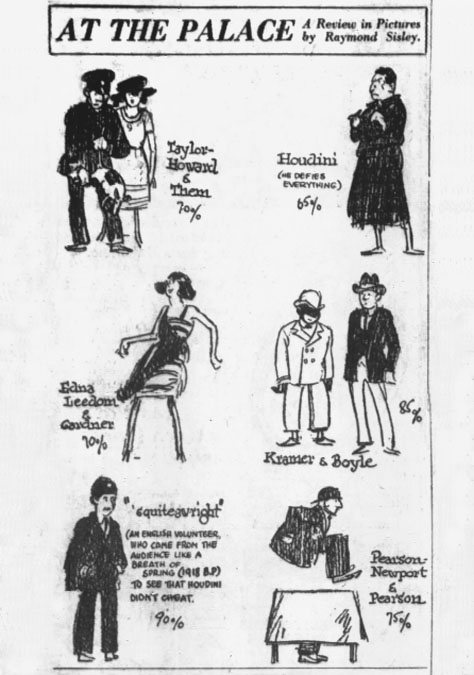 AT THE PALACE
A Review in Pictures
by Raymond Sisley.
Taylor-
Howard
&
Them
70%
Houdini
(HE DEFIES
EVERYTHING)
65%
Edna
Leedom
&
Gardner
70%
Kramer & Boyle
85%
"'equiteawright"
(AN ENGLISH VOLUNTEER,
WHO CAME FROM THE
AUDIENCE LIKE A
BREATH OF
SPRING (1918 B.P.)
TO SEE THAT HOUDINI
DIDN'T CHEAT.
90%
Pearson-
Newport
&
Pearson
75%